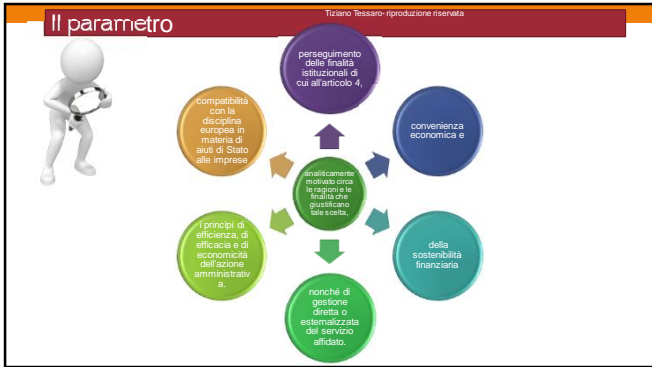 Il parametro
Tiziano Tessaro- riproduzione riservata
perseguimento
delle finalità
istituzionali di
cui all'articolo 4,
convenienza
economica e
della
sostenibilità
finanziaria
nonché di
gestione
diretta o
esternalizzata
del servizio
affidato.
i principi di
efficienza, di
efficacia e di
economicità
dell'azione
amministrativ
a.
compatibilità
con la
disciplina
europea in
materia di
aiuti di Stato
alle imprese
analiticamente
motivato circa
le ragioni e le
finalità che
giustificano
tale scelta,